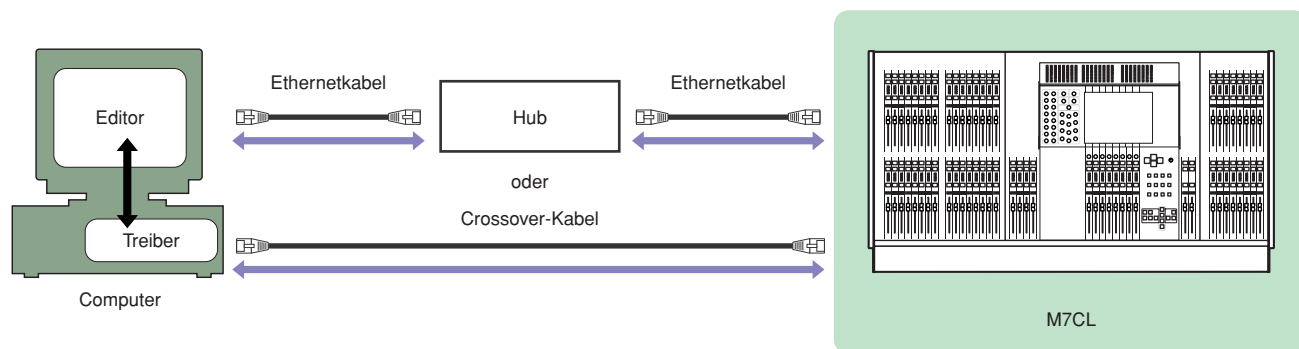 Ethernetkabel
Ethernetkabel
Editor
Hub
oder
Crossover-Kabel
Treiber
Computer
M7CL